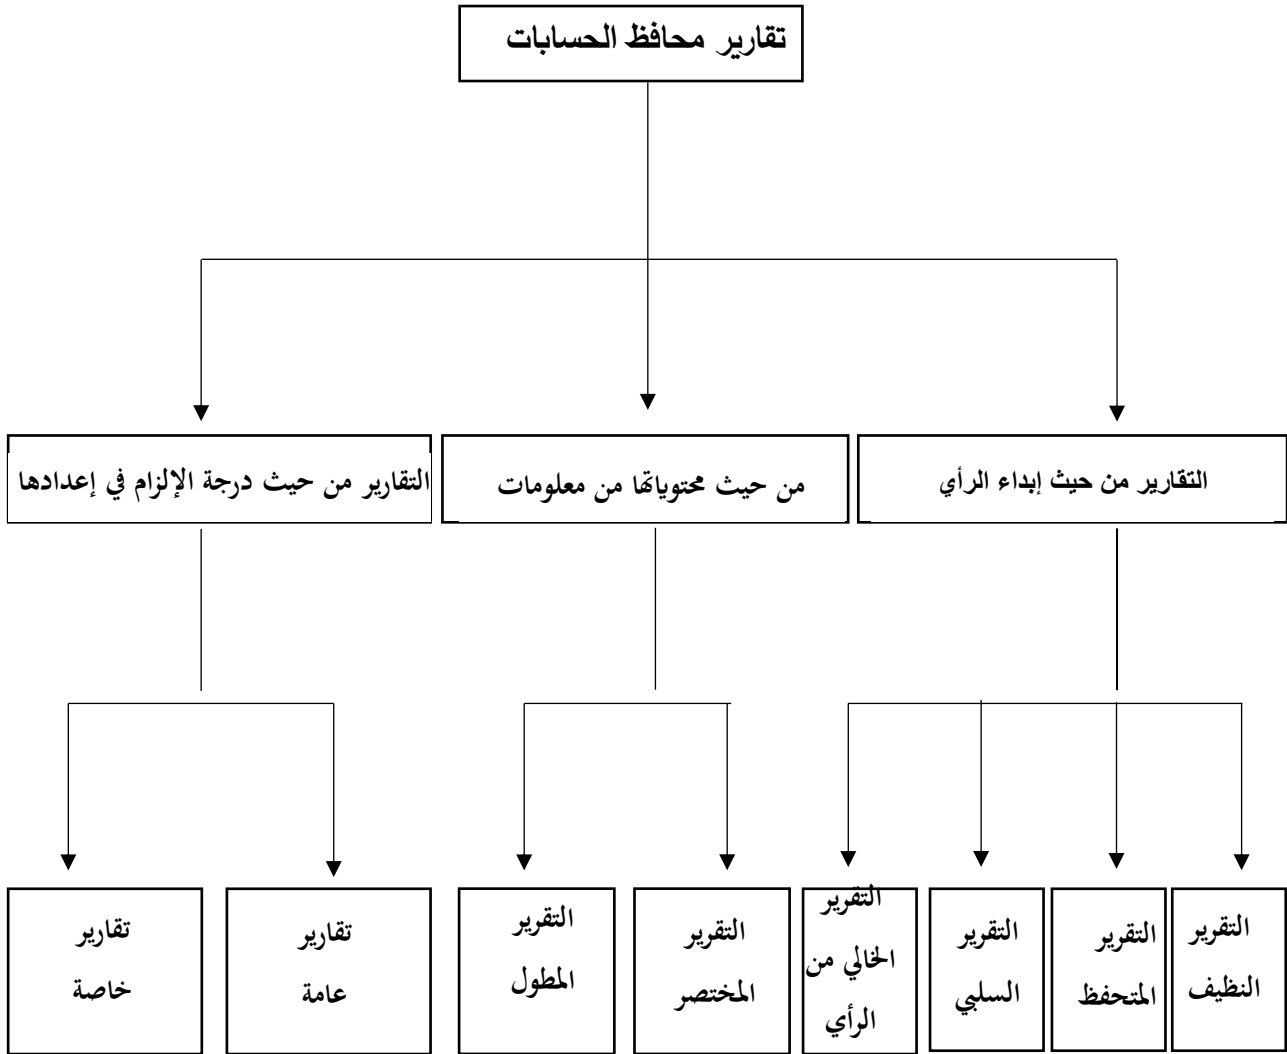 تقارير محافظ الحسابات
التقارير من حيث إبداء الرأي
من حيث محتوياتها من معلومات
التقارير من حيث درجة الإلزام في إعدادها
التقرير
النظيف
التقرير
المتحفظ
التقرير
السلبي
التقرير
الخالي من
الرأي
التقرير
المختصر
التقرير
المطول
تقارير
عامة
تقارير
خاصة